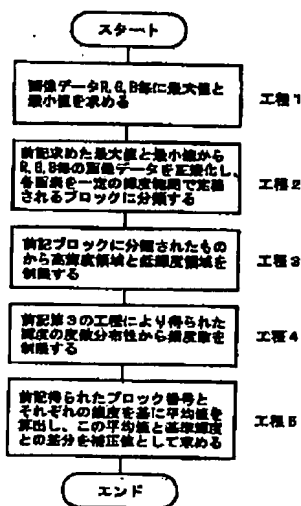 スタート
画像データR,G,B毎に最大値と
最小値を求める
工程1
前記求めた最大値と最小値から
R,G,B毎の画像データを正規化し、
各画素を一定の輝度範囲で定義
されるブロックに分類する
工程2
前記ブロックに分類されたもの
から高輝度領域と低輝度領域を
制限する
工程3
前記第3の工程により得られた
輝度の度数分布性から輝度数を
制限する
工程4
前記得られたブロック番号と
それぞれの輝度を基に平均値を
算出し、この平均値と基準輝度
との差分を補正値として求める
工程5
エンド